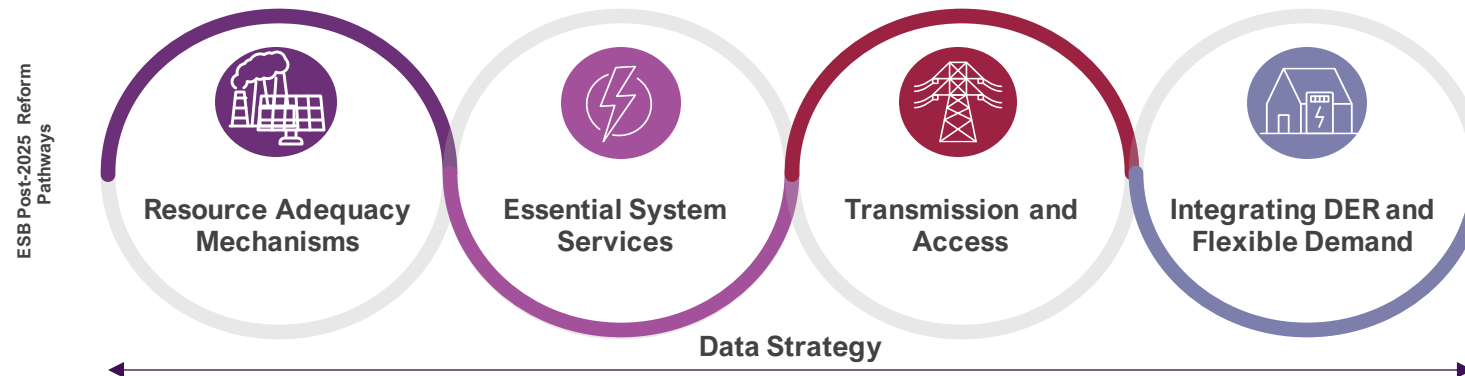 ESB Post-2025 Reform
Pathways
Resource Adequacy
Mechanisms
Essential System
Services
Transmission and
Access
Integrating DER and
Flexible Demand
Data Strategy